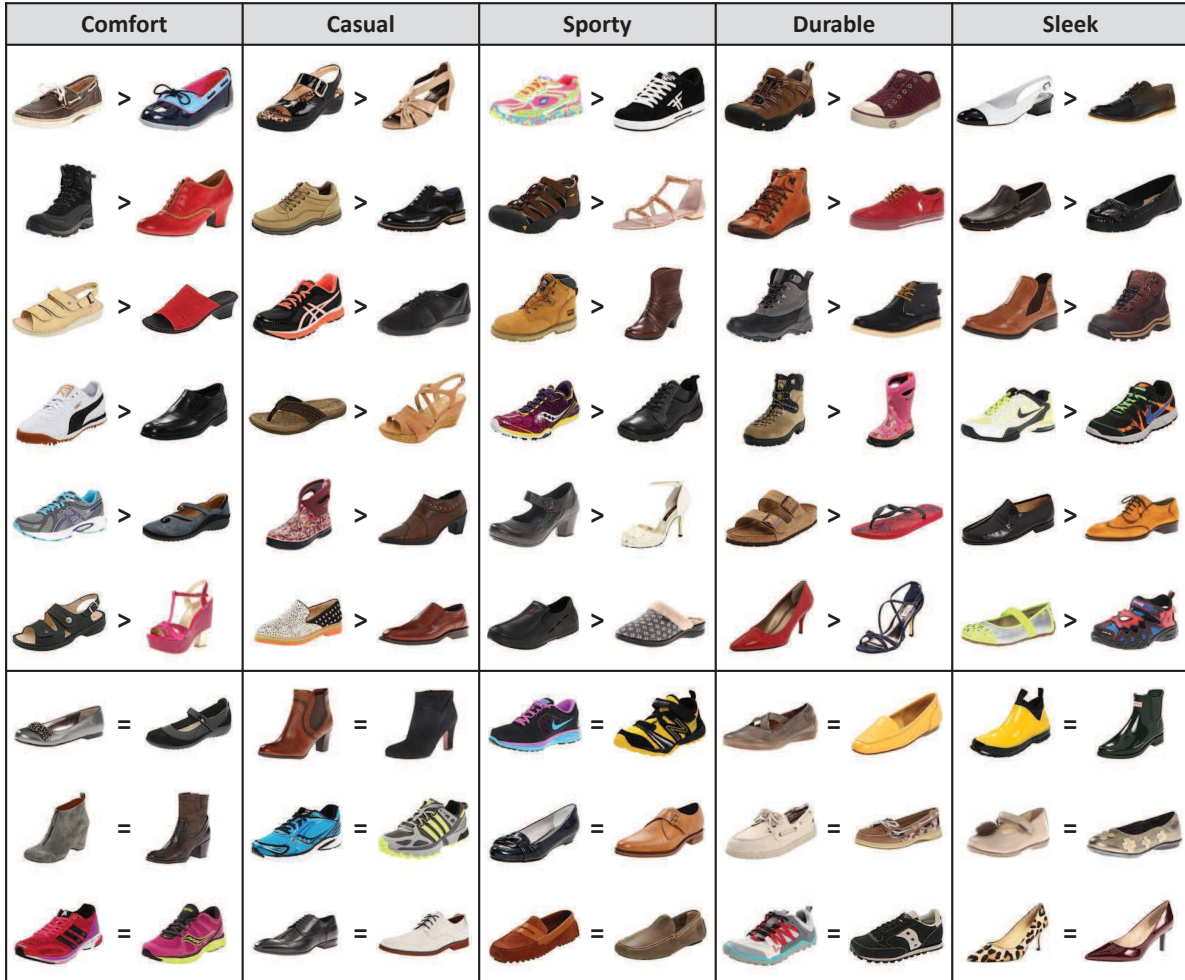 Comfort Casual Sporty Durable Sleek
> > > > >
> > > > >
> > > > >
> > > > >
> > > > >
> > > > >
= = = = =
= = = = =
= = = = =